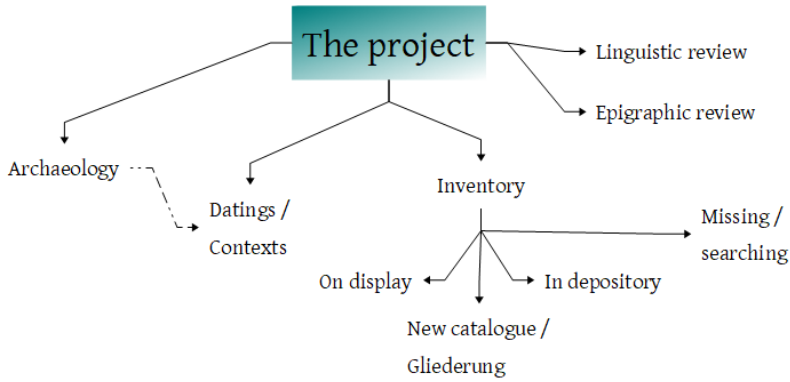 The project
Linguistic review
Epigraphic review
Archaeology
Datings /
Contexts
Inventory
Missing /
searching
On display
In depository
New catalogue /
Gliederung